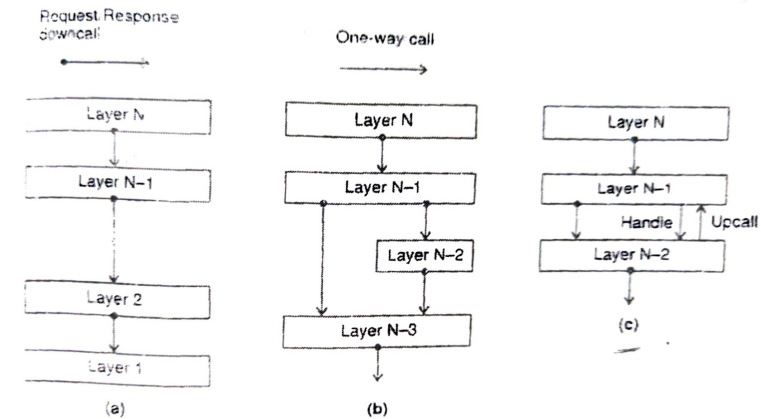 Request/Response
downcall
One-way call
Layer N
Layer N–1
Layer 2
Layer 1
(a)
Layer N
Layer N–1
Layer N–2
Layer N–3
(b)
Layer N
Layer N–1
Handle
Upcall
Layer N–2
(c)